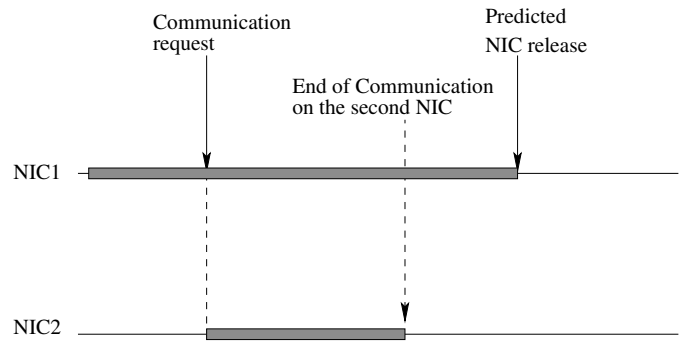 Communication
request
Predicted
NIC release
End of Communication
on the second NIC
NIC1
NIC2